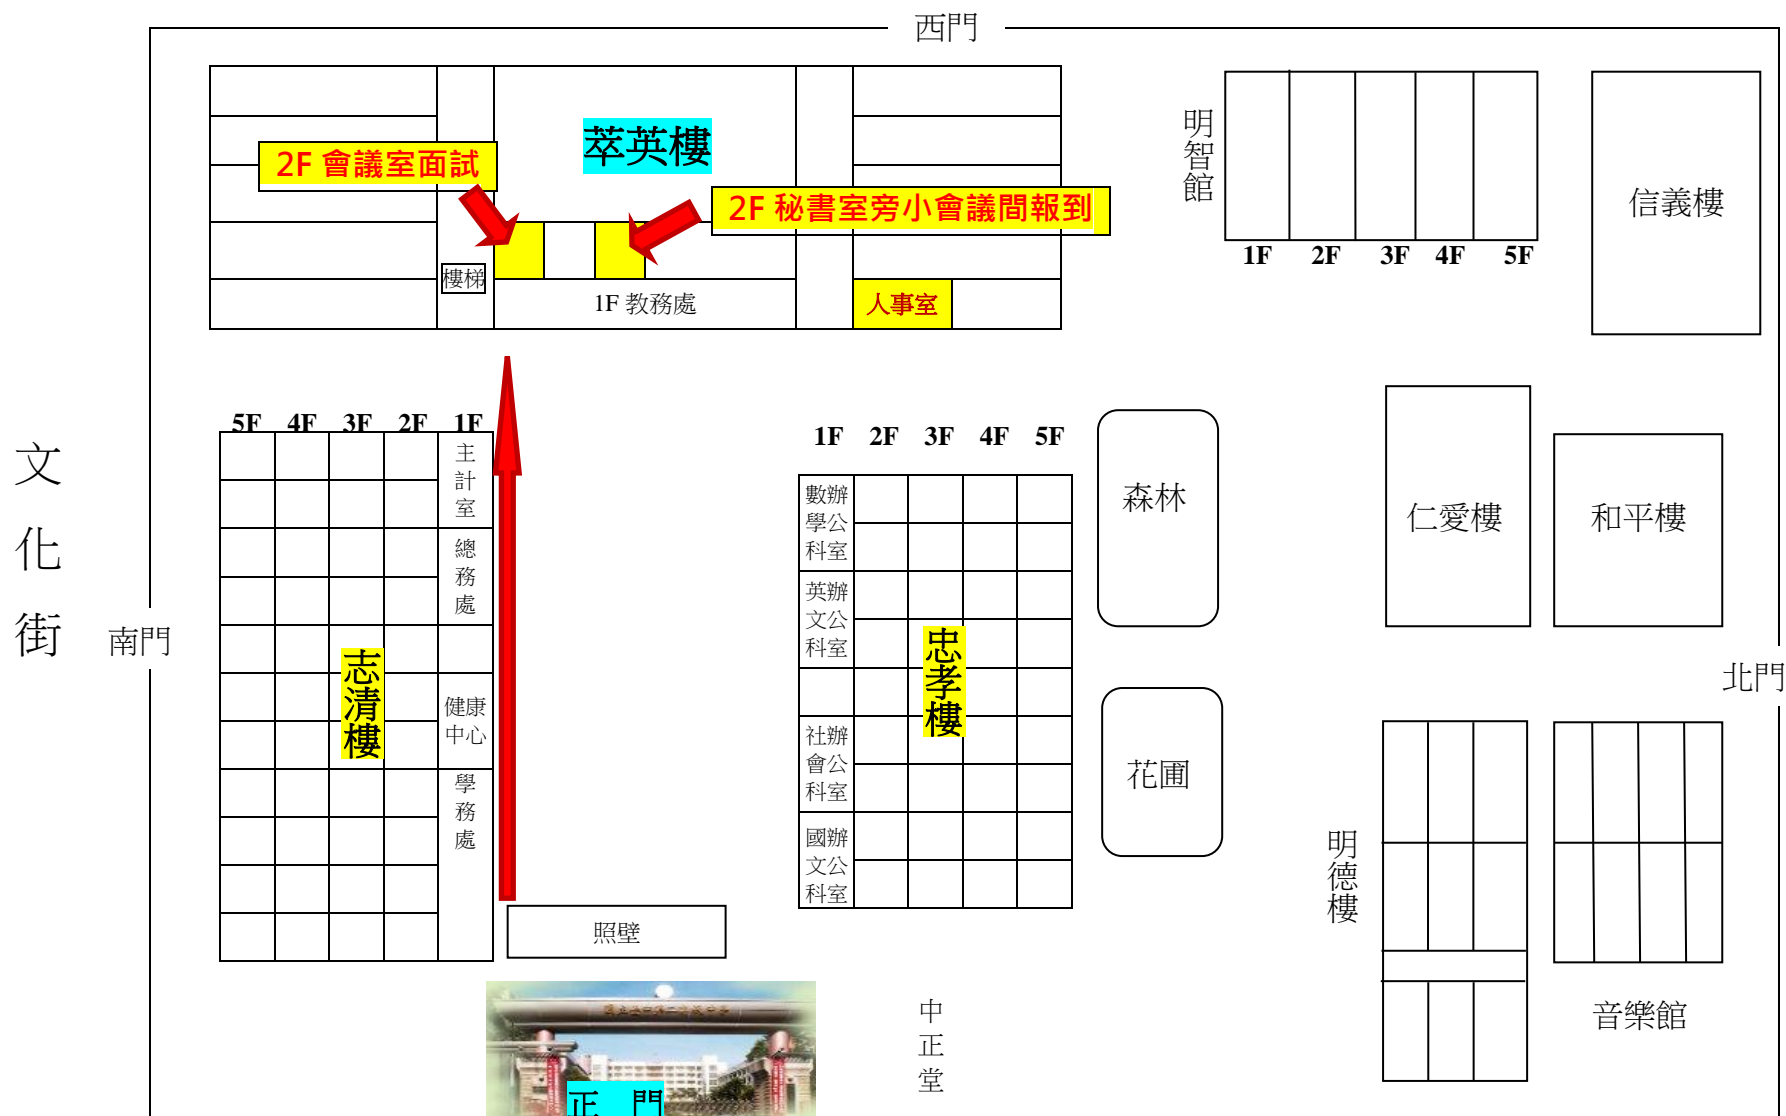 西門
萃英樓
2F 會議室面試
2F 秘書室旁小會議間報到
樓梯
1F 教務處
人事室
明智館
1F 2F 3F 4F 5F
信義樓
文化街
南門
5F 4F 3F 2F 1F
主計室
總務處
健康
中心
學務處
志清樓
1F 2F 3F 4F 5F
數學科
辦公室
英文科
辦公室
社會科
辦公室
國文科
辦公室
忠孝樓
森林
花圃
仁愛樓
和平樓
北門
明德樓
音樂館
照壁
中正堂
正 門